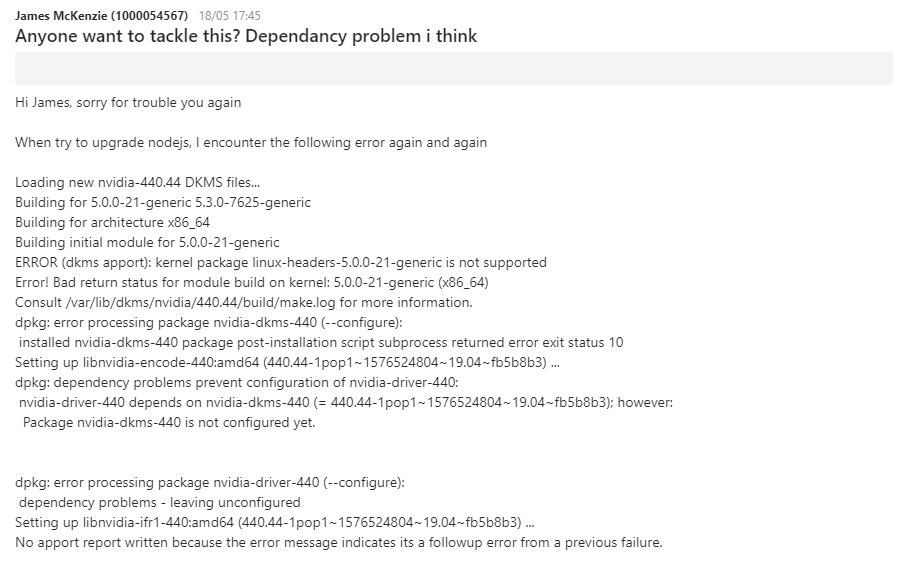 James McKenzie (1000054567) 18/05 17:45
Anyone want to tackle this? Dependancy problem i think
Hi James, sorry for trouble you again
When try to upgrade nodejs, I encounter the following error again and again
Loading new nvidia-440.44 DKMS files...
Building for 5.0.0-21-generic 5.3.0-7625-generic
Building for architecture x86_64
Building initial module for 5.0.0-21-generic
ERROR (dkms apport): kernel package linux-headers-5.0.0-21-generic is not supported
Error! Bad return status for module build on kernel: 5.0.0-21-generic (x86_64)
Consult /var/lib/dkms/nvidia/440.44/build/make.log for more information.
dpkg: error processing package nvidia-dkms-440 (--configure):
installed nvidia-dkms-440 package post-installation script subprocess returned error exit status 10
Setting up libnvidia-encode-440:amd64 (440.44-1pop1~1576524804~19.04~fb5b8b3) ...
dpkg: dependency problems prevent configuration of nvidia-driver-440:
nvidia-driver-440 depends on nvidia-dkms-440 (= 440.44-1pop1~1576524804~19.04~fb5b8b3); however:
Package nvidia-dkms-440 is not configured yet.
dpkg: error processing package nvidia-driver-440 (--configure):
dependency problems - leaving unconfigured
Setting up libnvidia-ifr1-440:amd64 (440.44-1pop1~1576524804~19.04~fb5b8b3) ...
No apport report written because the error message indicates its a followup error from a previous failure.